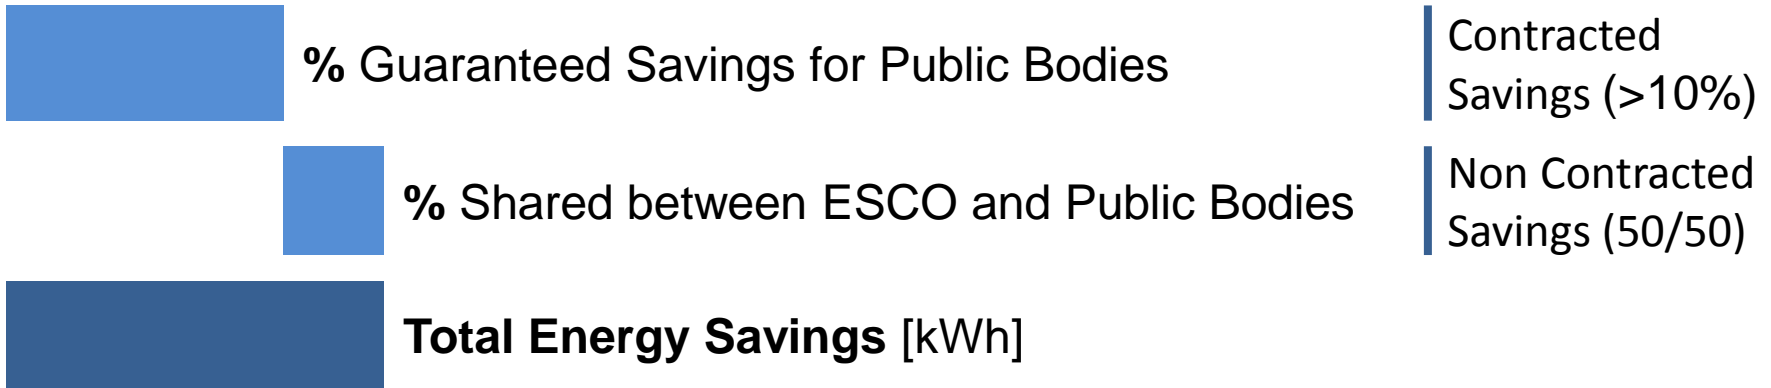 % Guaranteed Savings for Public Bodies
Contracted
Savings (>10%)
% Shared between ESCO and Public Bodies
Non Contracted
Savings (50/50)
Total Energy Savings [kWh]